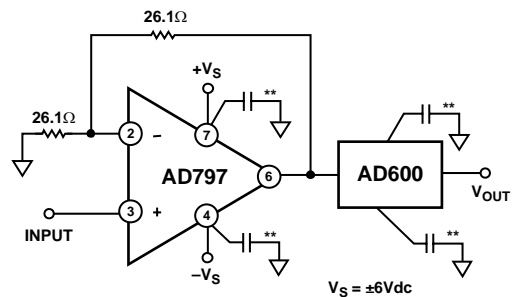 26.1Ω
+VS
**
26.1Ω
2
−
7
AD797
6
AD600
**
VOUT
3
+
4
INPUT
**
**
−VS
VS = ±6Vdc